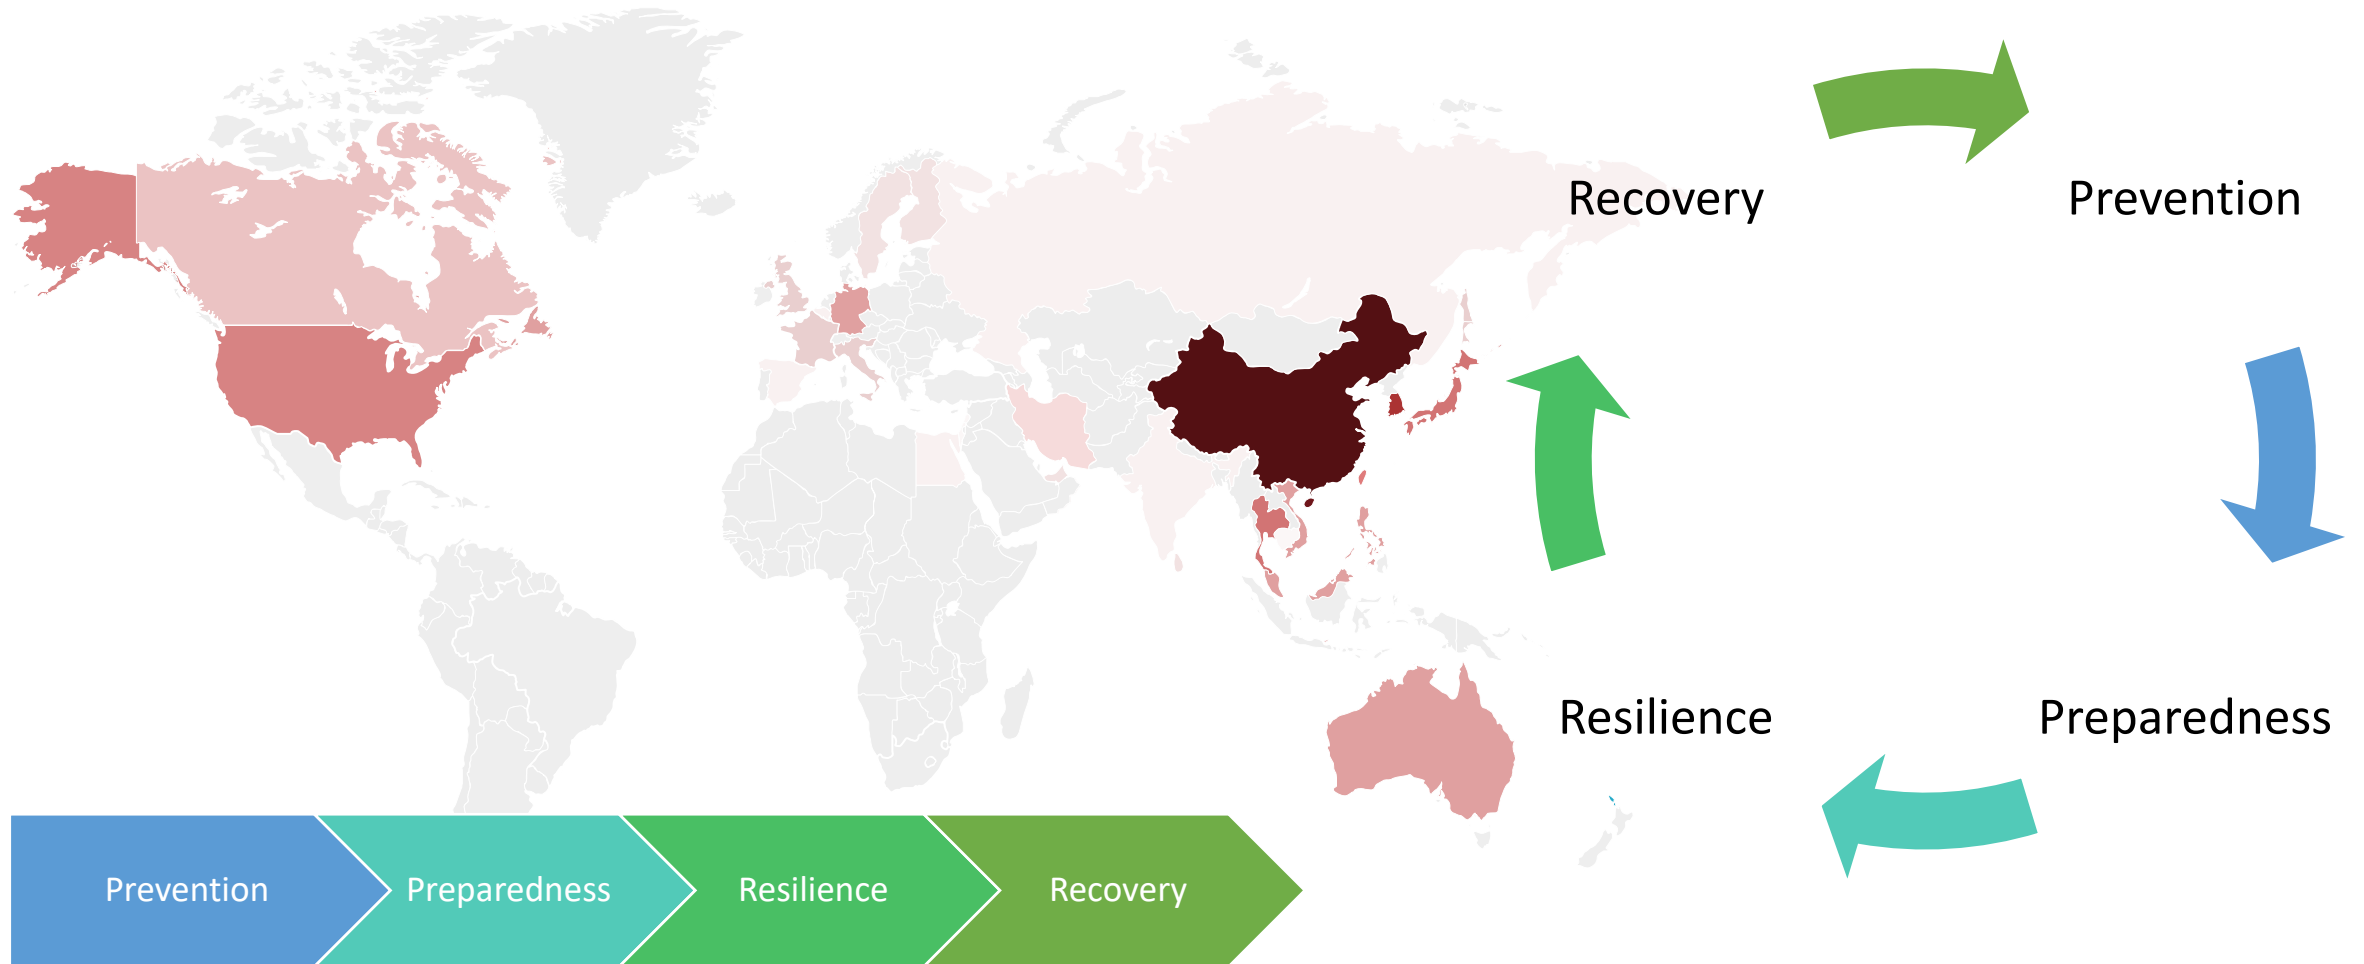 Recovery
Prevention
Resilience
Preparedness
Prevention
Preparedness
Resilience
Recovery